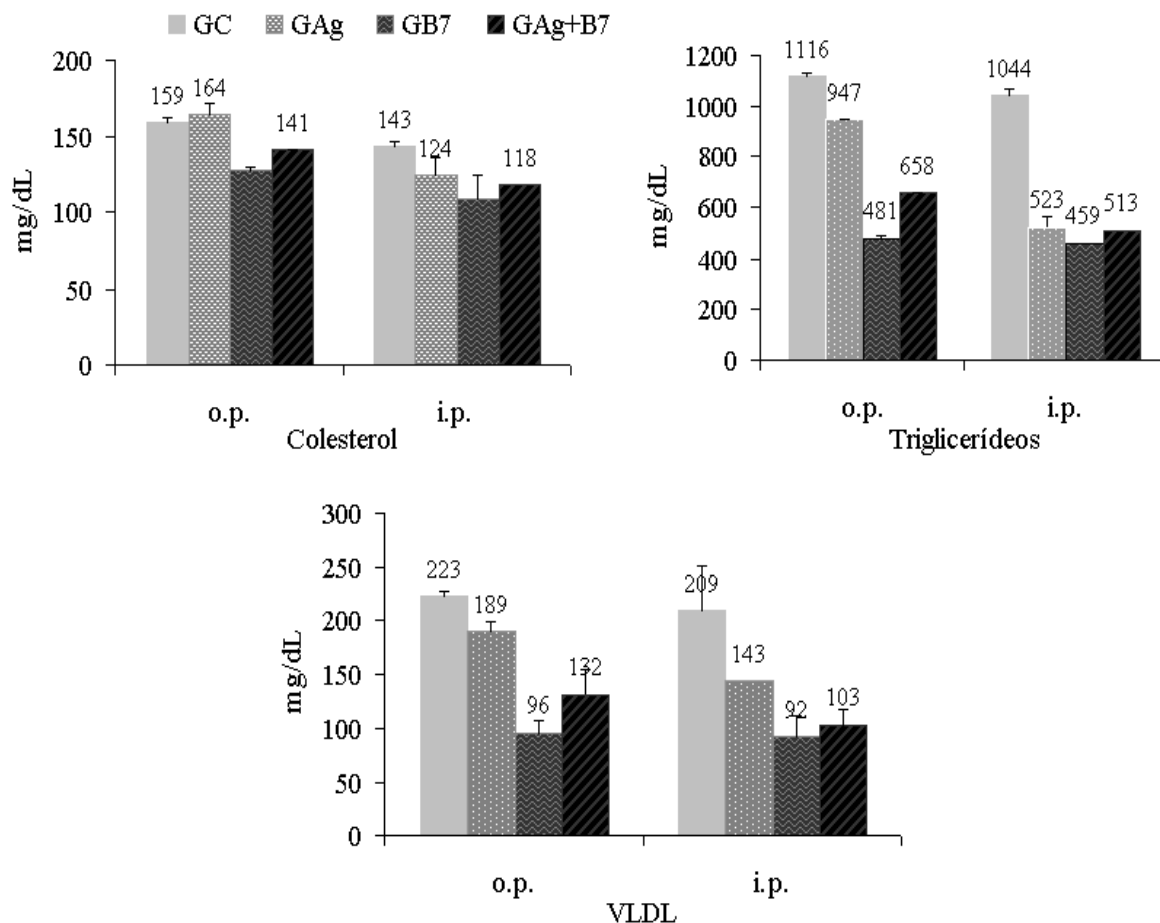 GC GAg GB7 GAg+B7
200
150
100
50
0
mg/dL
159 164 141
143 124 118
o.p. i.p.
Colesterol
1200
1000
800
600
400
200
0
mg/dL
1116 947 481 658
1044 523 459 513
o.p. i.p.
Triglicerídeos
300
250
200
150
100
50
0
mg/dL
223 189 96 132
209 143 92 103
o.p. i.p.
VLDL